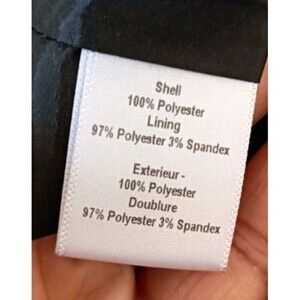 Shell
100% Polyester
Lining
97% Polyester 3% Spandex
Exterieur -
100% Polyester
Doublure
97% Polyester 3% Spandex